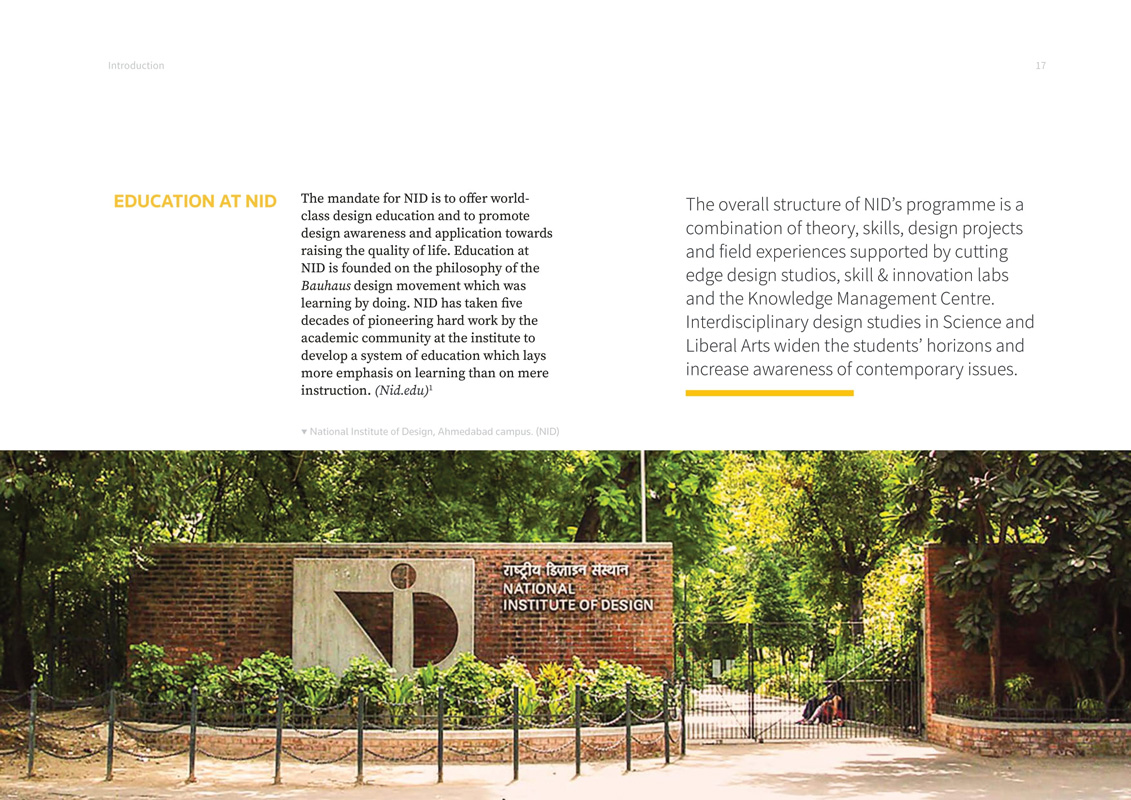 Introduction
17
EDUCATION AT NID
The mandate for NID is to offer world-
class design education and to promote
design awareness and application towards
raising the quality of life. Education at
NID is founded on the philosophy of the
Bauhaus design movement which was
learning by doing. NID has taken five
decades of pioneering hard work by the
academic community at the institute to
develop a system of education which lays
more emphasis on learning than on mere
instruction. (Nid.edu)¹
▼ National Institute of Design, Ahmedabad campus. (NID)
The overall structure of NID’s programme is a
combination of theory, skills, design projects
and field experiences supported by cutting
edge design studios, skill & innovation labs
and the Knowledge Management Centre.
Interdisciplinary design studies in Science and
Liberal Arts widen the students’ horizons and
increase awareness of contemporary issues.
राष्ट्रीय डिज़ाइन संस्थान
NATIONAL
INSTITUTE OF DESIGN